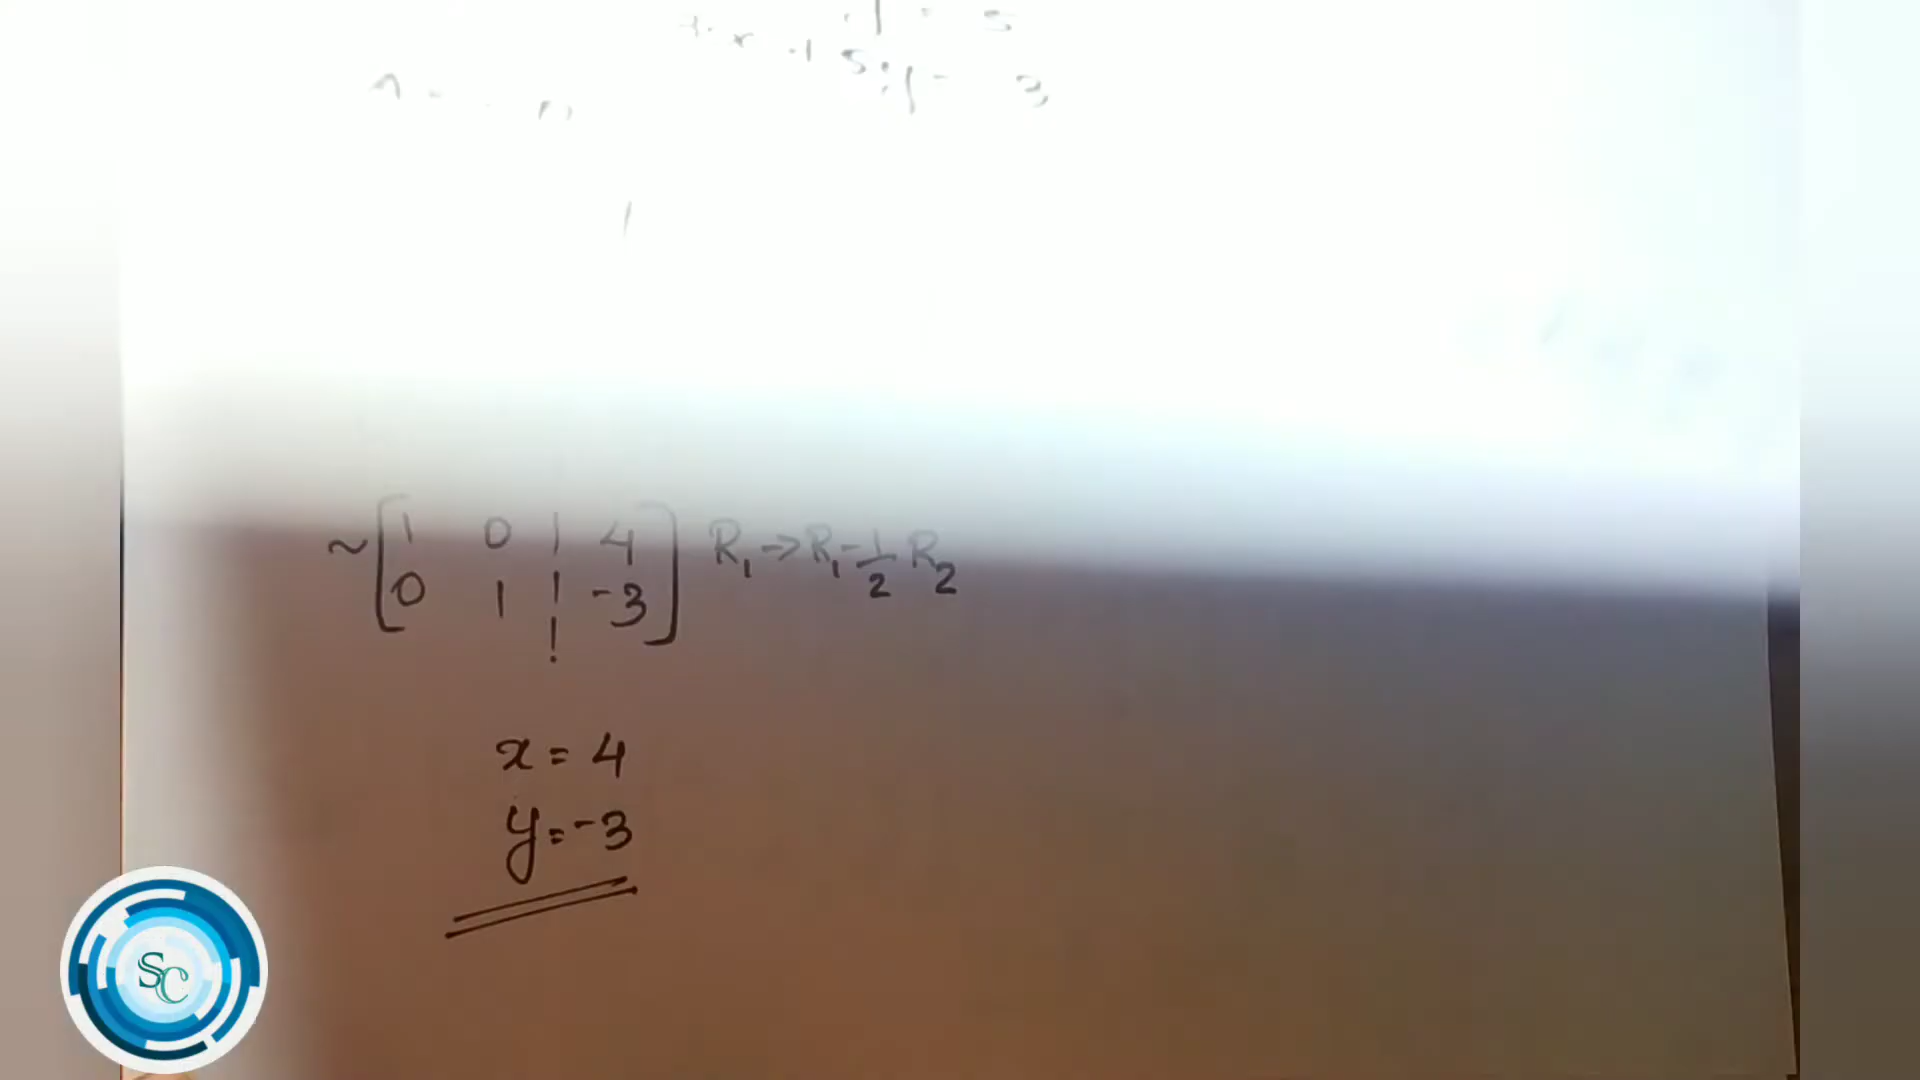 ~ [ 1 0 | 4 ] R₁ → R₁ - 1/2 R₂
[ 0 1 | -3 ]
x = 4
y = -3
SC